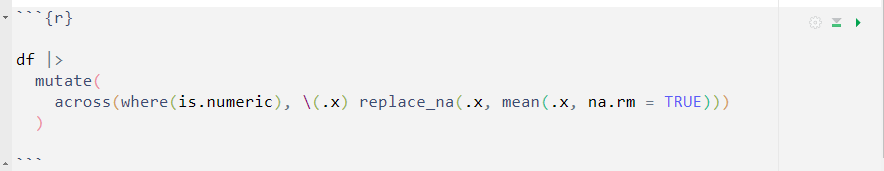 ```{r}
df |>
  mutate(
    across(where(is.numeric), \(.x) replace_na(.x, mean(.x, na.rm = TRUE)))
  )
```